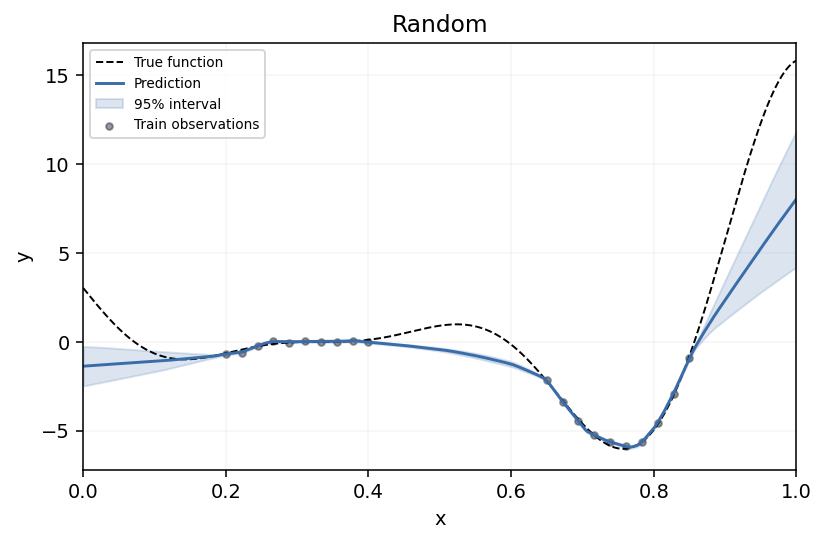 Random
True function
Prediction
95% interval
Train observations
15
10
5
0
−5
y
0.0 0.2 0.4 0.6 0.8 1.0
x